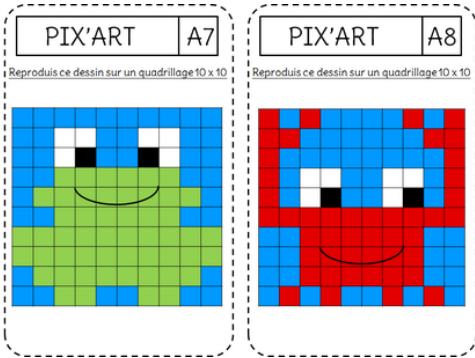 PIX'ART A7
Reproduis ce dessin sur un quadrillage 10 x 10
PIX'ART A8
Reproduis ce dessin sur un quadrillage 10 x 10